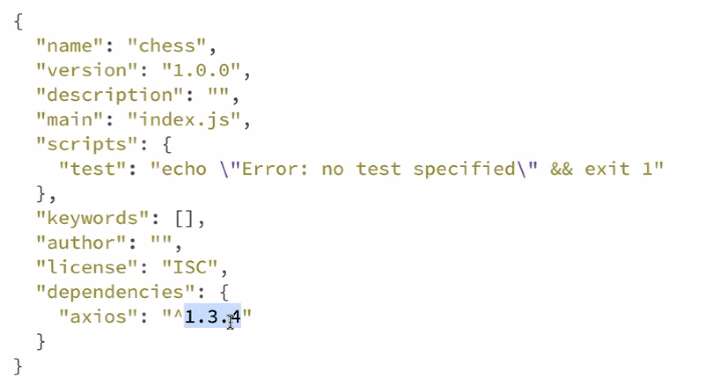 {
  "name": "chess",
  "version": "1.0.0",
  "description": "",
  "main": "index.js",
  "scripts": {
    "test": "echo \"Error: no test specified\" && exit 1"
  },
  "keywords": [],
  "author": "",
  "license": "ISC",
  "dependencies": {
    "axios": "^1.3.4"
  }
}